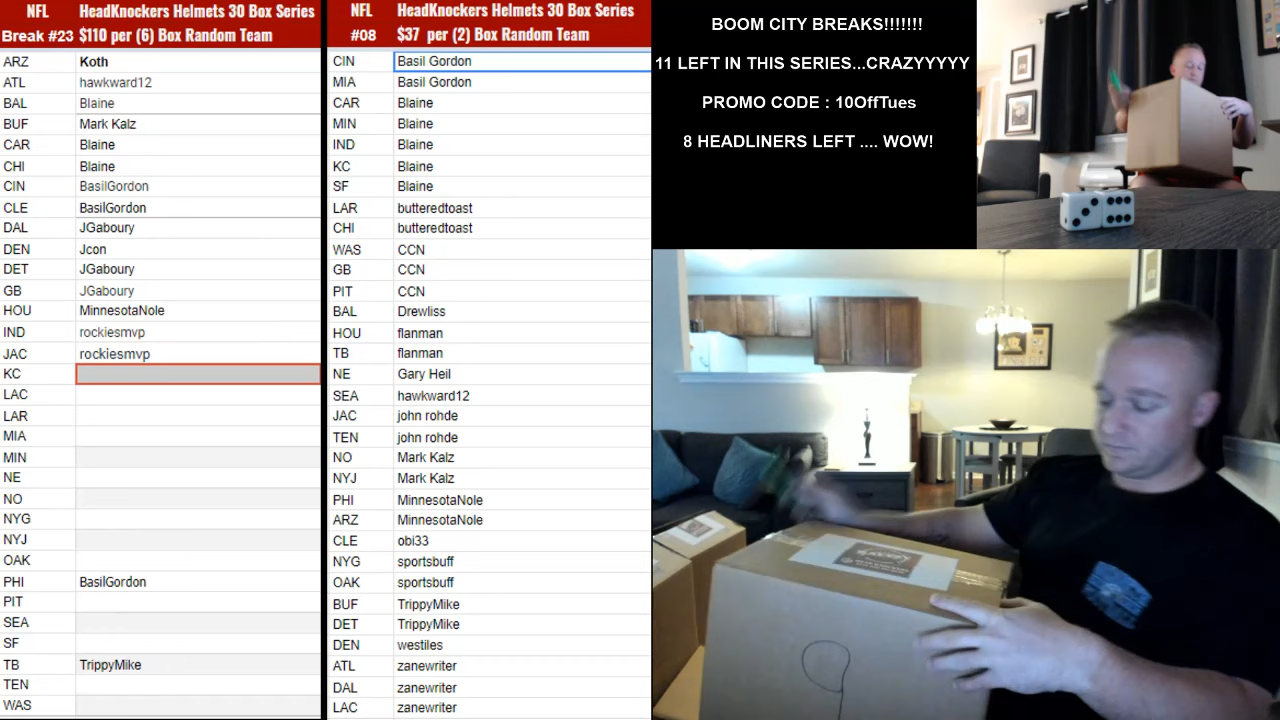 NFL HeadKnockers Helmets 30 Box Series
Break #23 $110 per (6) Box Random Team
ARZ Koth
ATL hawkward12
BAL Blaine
BUF Mark Kalz
CAR Blaine
CHI Blaine
CIN BasilGordon
CLE BasilGordon
DAL JGaboury
DEN Jcon
DET JGaboury
GB JGaboury
HOU MinnesotaNole
IND rockiesmvp
JAC rockiesmvp
KC
LAC
LAR
MIA
MIN
NE
NO
NYG
NYJ
OAK
PHI BasilGordon
PIT
SEA
SF
TB TrippyMike
TEN
WAS
NFL HeadKnockers Helmets 30 Box Series
#08 $37 per (2) Box Random Team
CIN Basil Gordon
MIA Basil Gordon
CAR Blaine
MIN Blaine
IND Blaine
KC Blaine
SF Blaine
LAR butteredtoast
CHI butteredtoast
WAS CCN
GB CCN
PIT CCN
BAL Drewliss
HOU flanman
TB flanman
NE Gary Heil
SEA hawkward12
JAC john rohde
TEN john rohde
NO Mark Kalz
NYJ Mark Kalz
PHI MinnesotaNole
ARZ MinnesotaNole
CLE obi33
NYG sportsbuff
OAK sportsbuff
BUF TrippyMike
DET TrippyMike
DEN westiles
ATL zanewriter
DAL zanewriter
LAC zanewriter
BOOM CITY BREAKS!!!!!!!
11 LEFT IN THIS SERIES...CRAZYYYYY
PROMO CODE : 10OffTues
8 HEADLINERS LEFT .... WOW!